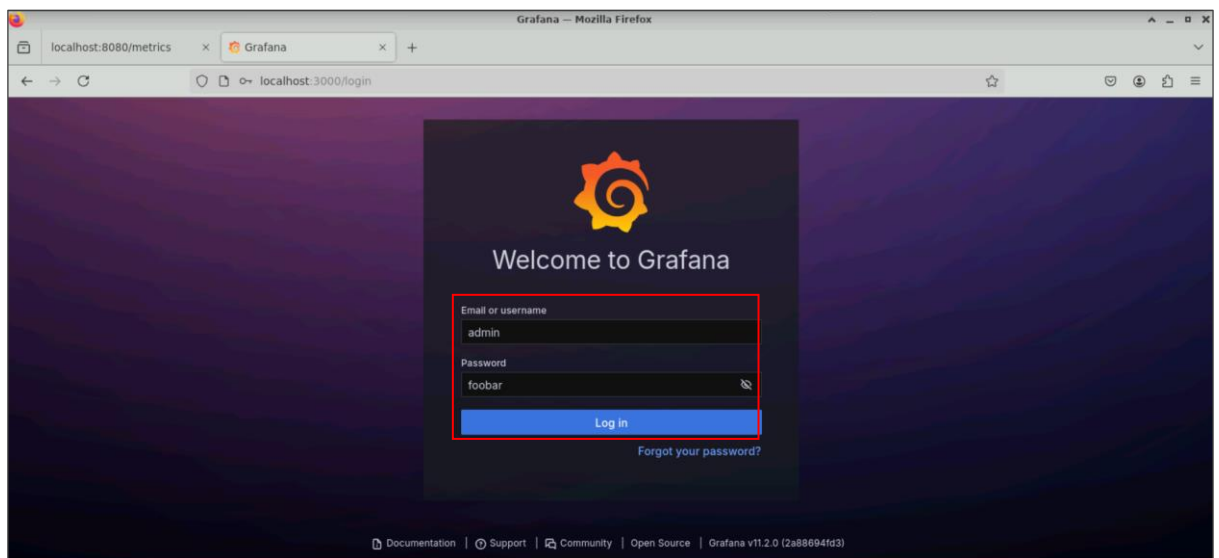 Grafana — Mozilla Firefox
localhost:8080/metrics
Grafana
localhost:3000/login
Welcome to Grafana
Email or username
admin
Password
foobar
Log in
Forgot your password?
Documentation | Support | Community | Open Source | Grafana v11.2.0 (2a88694fd3)